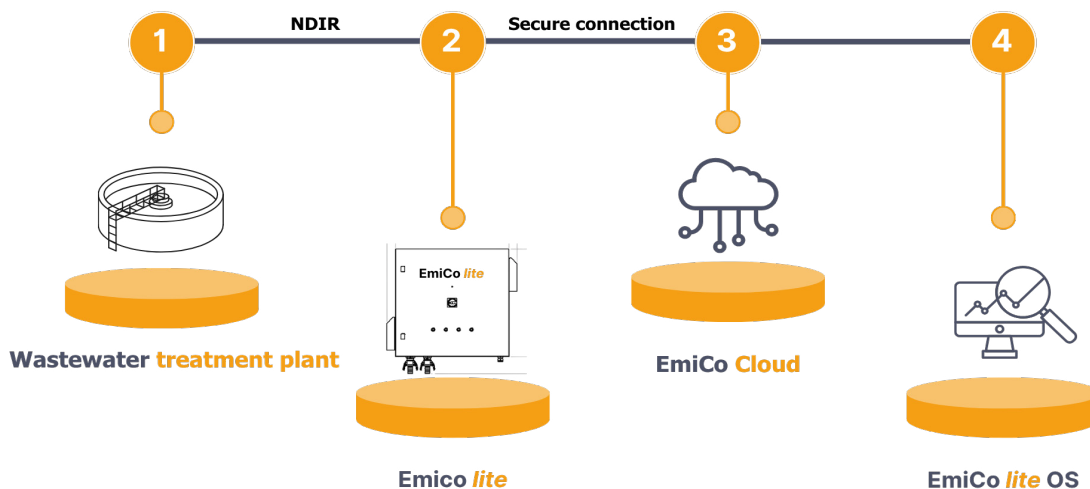 1
NDIR
2
Secure connection
3
4
EmiCo lite
Wastewater treatment plant
EmiCo Cloud
Emico lite
EmiCo lite OS